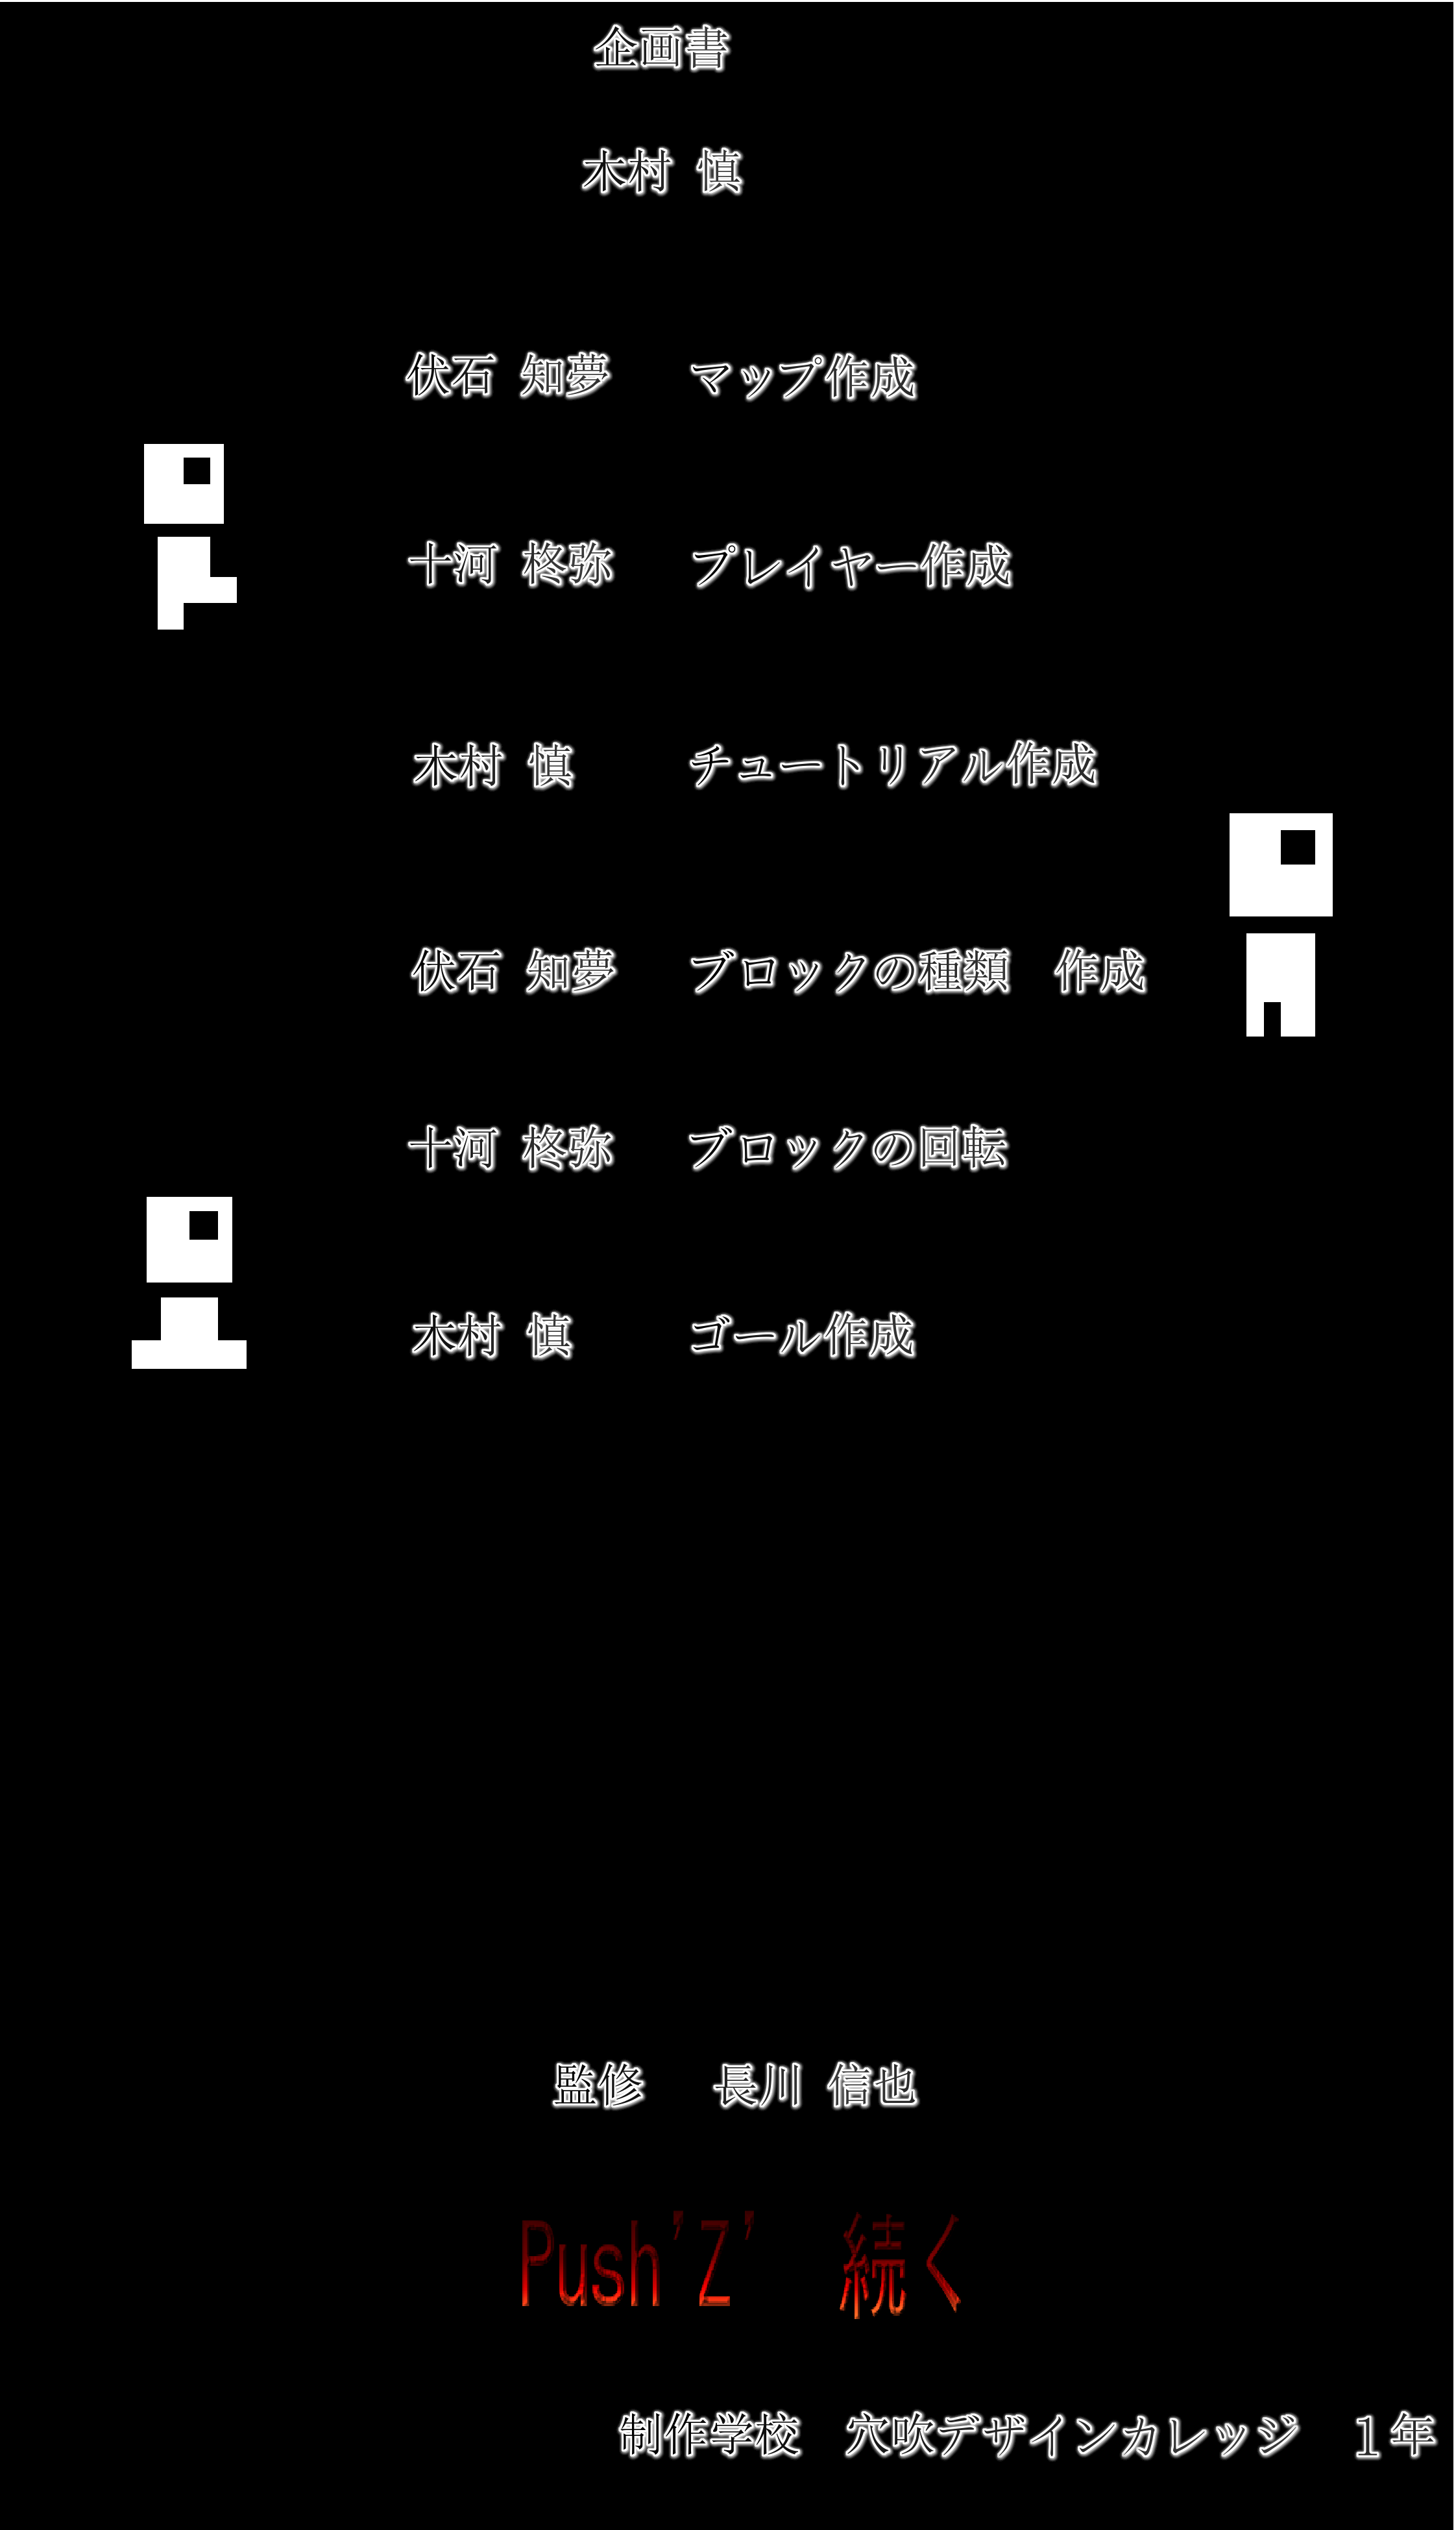 企画書
木村 慎
伏石 知夢 マップ作成
十河 柊弥 プレイヤー作成
木村 慎 チュートリアル作成
伏石 知夢 ブロックの種類 作成
十河 柊弥 ブロックの回転
木村 慎 ゴール作成
監修 長川 信也
Push'Z' 続く
制作学校 穴吹デザインカレッジ 1年